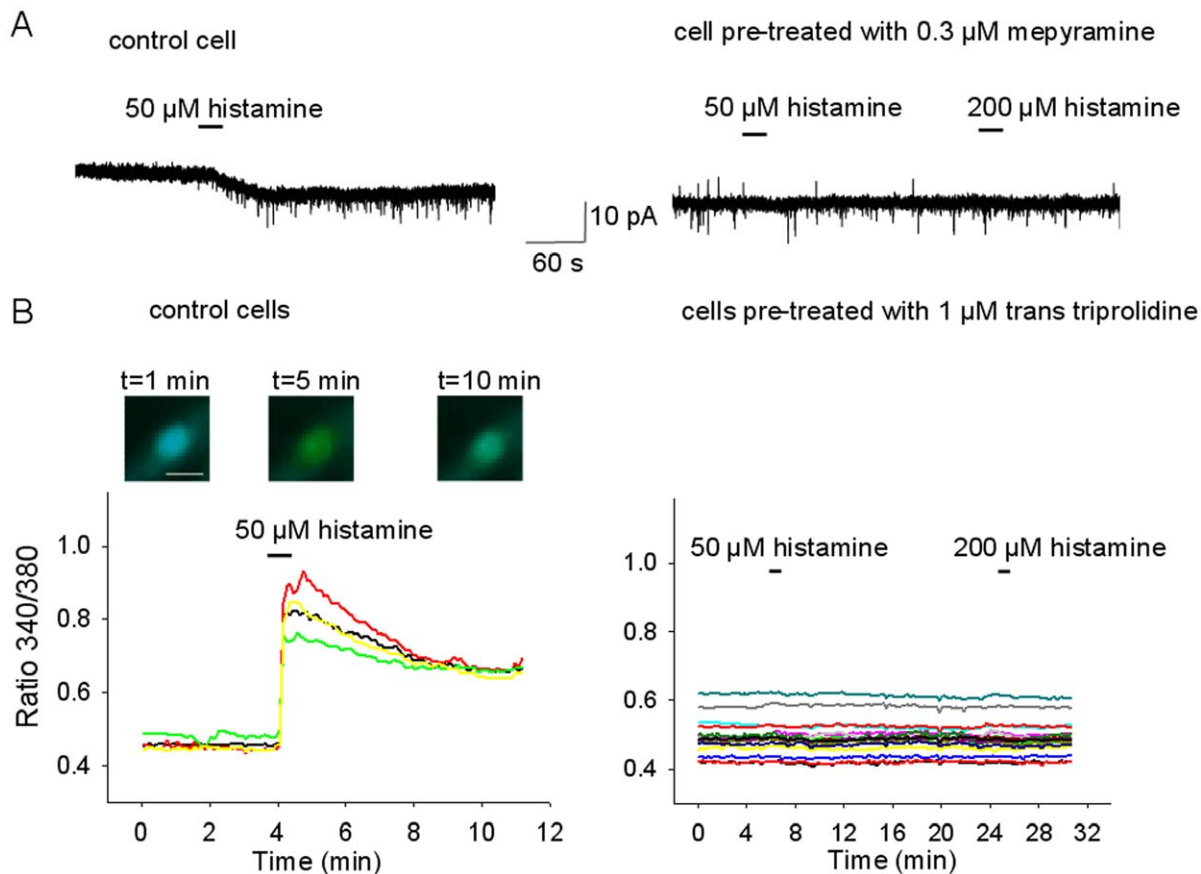 A
control cell
cell pre-treated with 0.3 µM mepyramine
50 µM histamine
50 µM histamine
200 µM histamine
10 pA
60 s
B
control cells
cells pre-treated with 1 µM trans triprolidine
t=1 min
t=5 min
t=10 min
50 µM histamine
50 µM histamine
200 µM histamine
Ratio 340/380
1.0
0.8
0.6
0.4
0
2
4
6
8
10
12
Time (min)
1.0
0.8
0.6
0.4
0
4
8
12
16
20
24
28
32
Time (min)